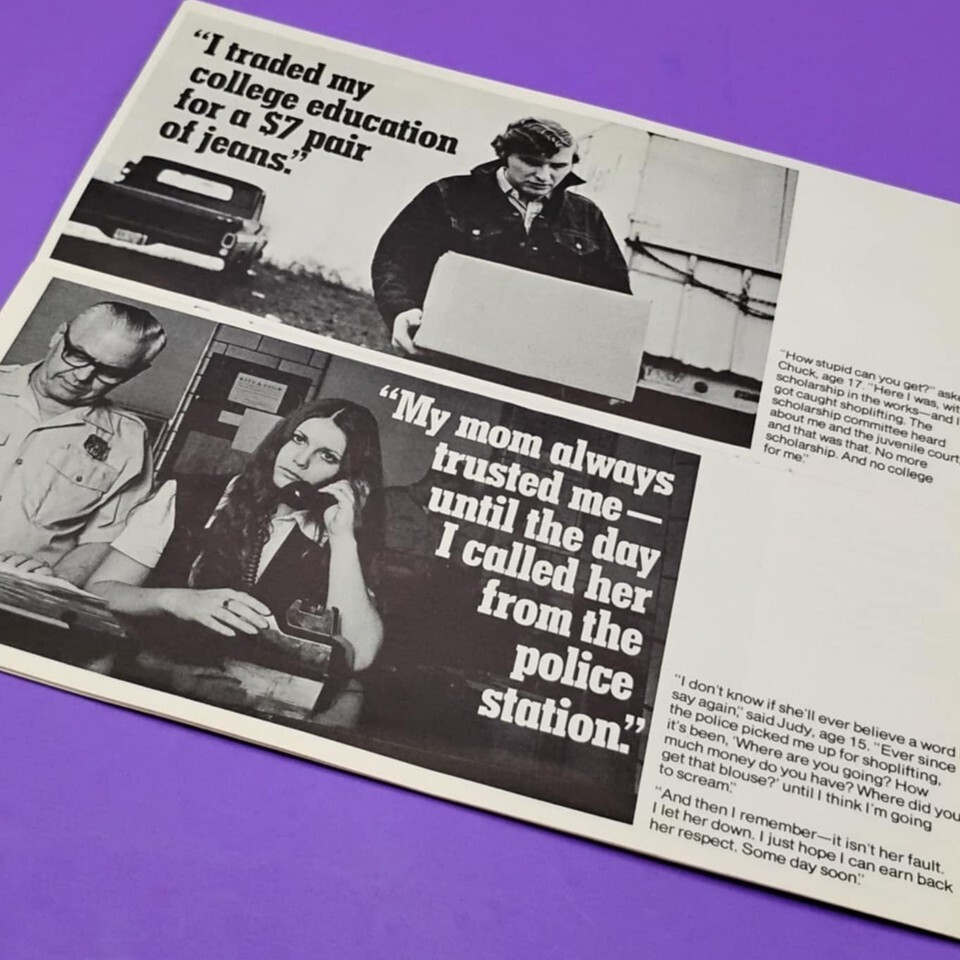 “I traded my
college education
for a $7 pair
of jeans.”
“How stupid can you get?”
Chuck, age 17. “Here I was,
scholarship in the works—and I
got caught shoplifting. The
scholarship committee heard
about me and the juvenile court,
and that was that. No more
scholarship. And no college
for me.”
“My mom always
trusted me—
until the day
I called her
from the
police
station.”
“I don’t know if she’ll ever believe a word
say again,” said Judy, age 15. “Ever since
the police picked me up for shoplifting,
it’s been, ‘Where are you going? How
much money do you have? Where did you
get that blouse?’ until I think I’m going
to scream.”
“And then I remember—it isn’t her fault.
I let her down. I just hope I can earn back
her respect. Some day soon.”